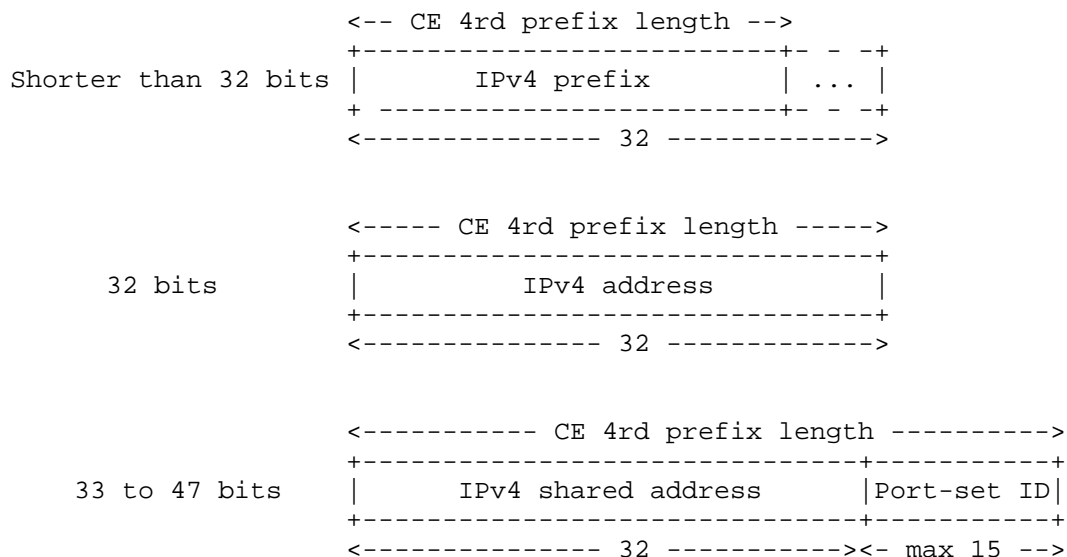 <-- CE 4rd prefix length -->
+--------------------------+- - -+
Shorter than 32 bits | IPv4 prefix | ... |
+ -------------------------+- - -+
<--------------- 32 ------------->
<----- CE 4rd prefix length ----->
+--------------------------------+
32 bits | IPv4 address |
+--------------------------------+
<--------------- 32 ------------->
<----------- CE 4rd prefix length ---------->
+-------------------------------+-----------+
33 to 47 bits | IPv4 shared address |Port-set ID|
+-------------------------------+-----------+
<--------------- 32 -----------><- max 15 -->